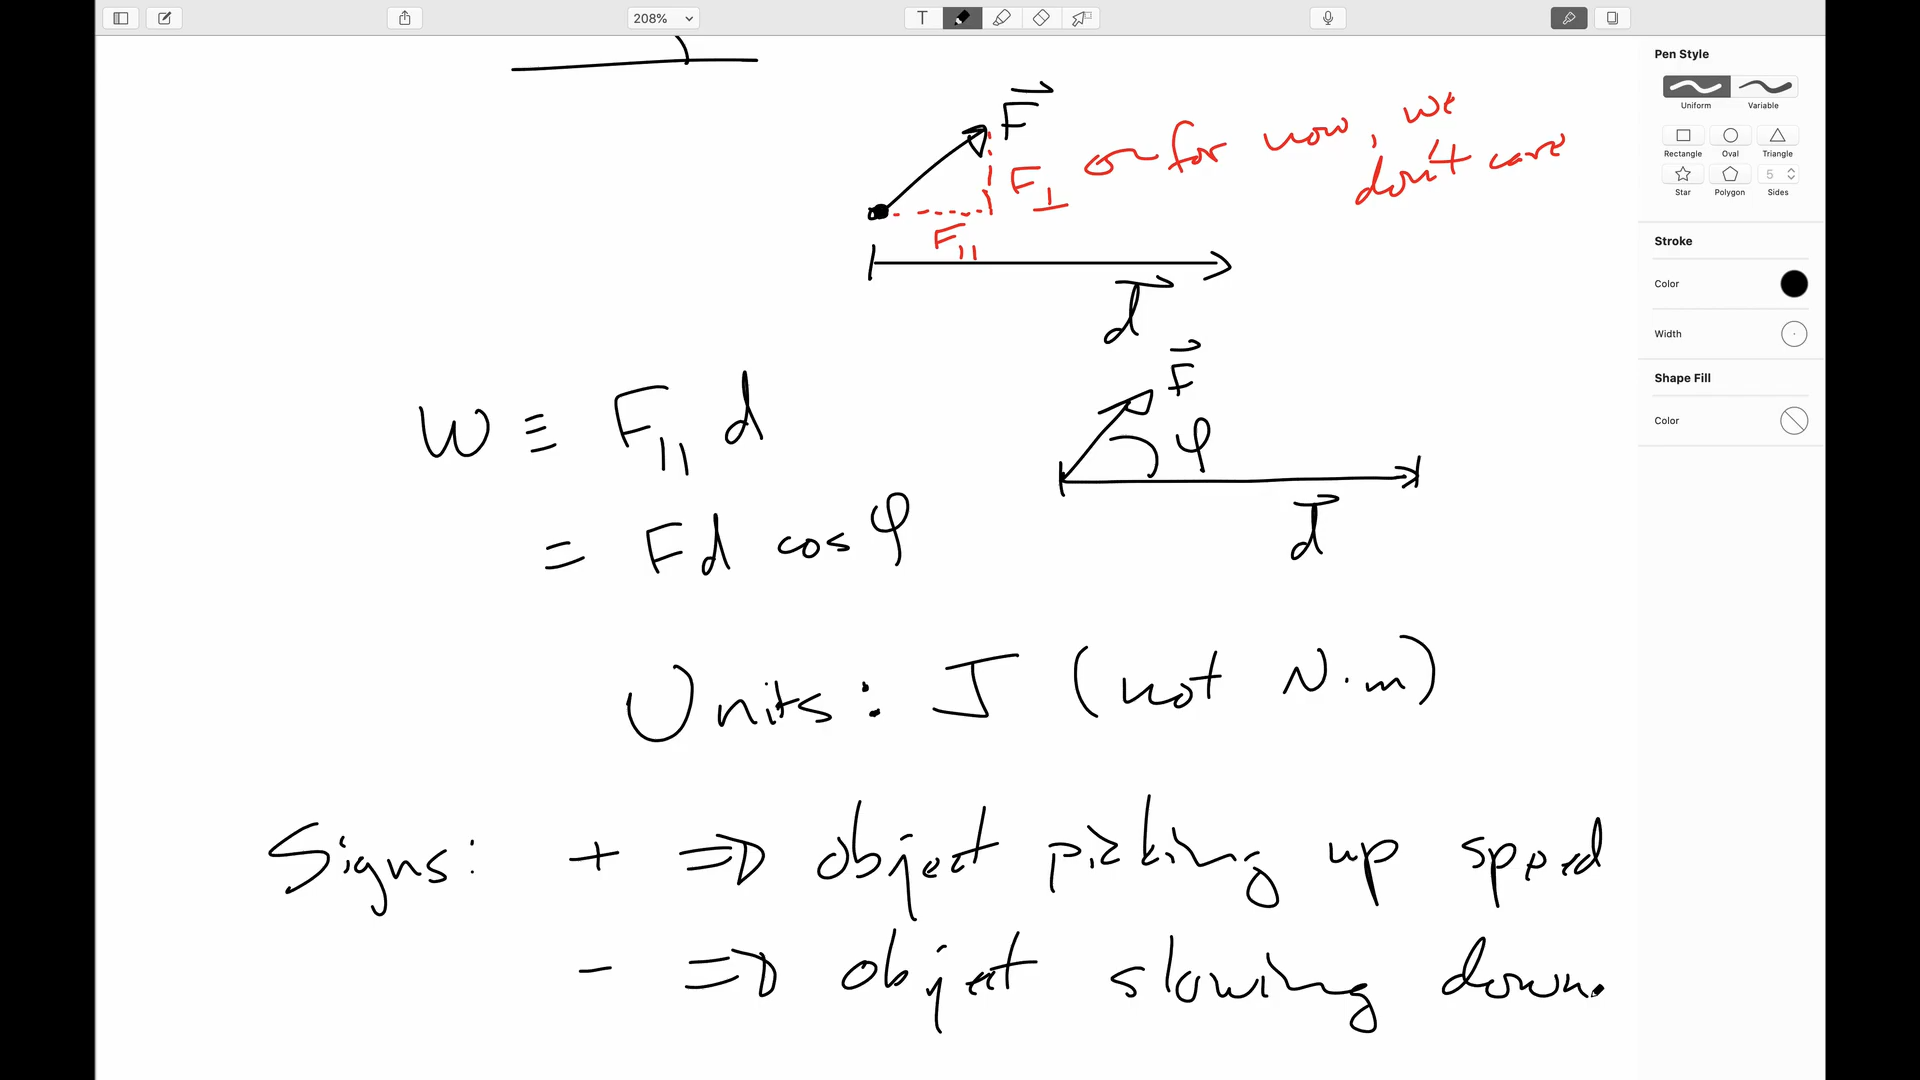 208%
T
Pen Style
Uniform Variable
Rectangle Oval Triangle
5
Star Polygon Sides
Stroke
Color
Width
Shape Fill
Color
F
F⊥ for now, we
don't care
F||
d
F
φ
d
W ≡ F|| d
= Fd cos φ
Units: J (not N·m)
Signs: + ⇒ object picking up speed
- ⇒ object slowing down.